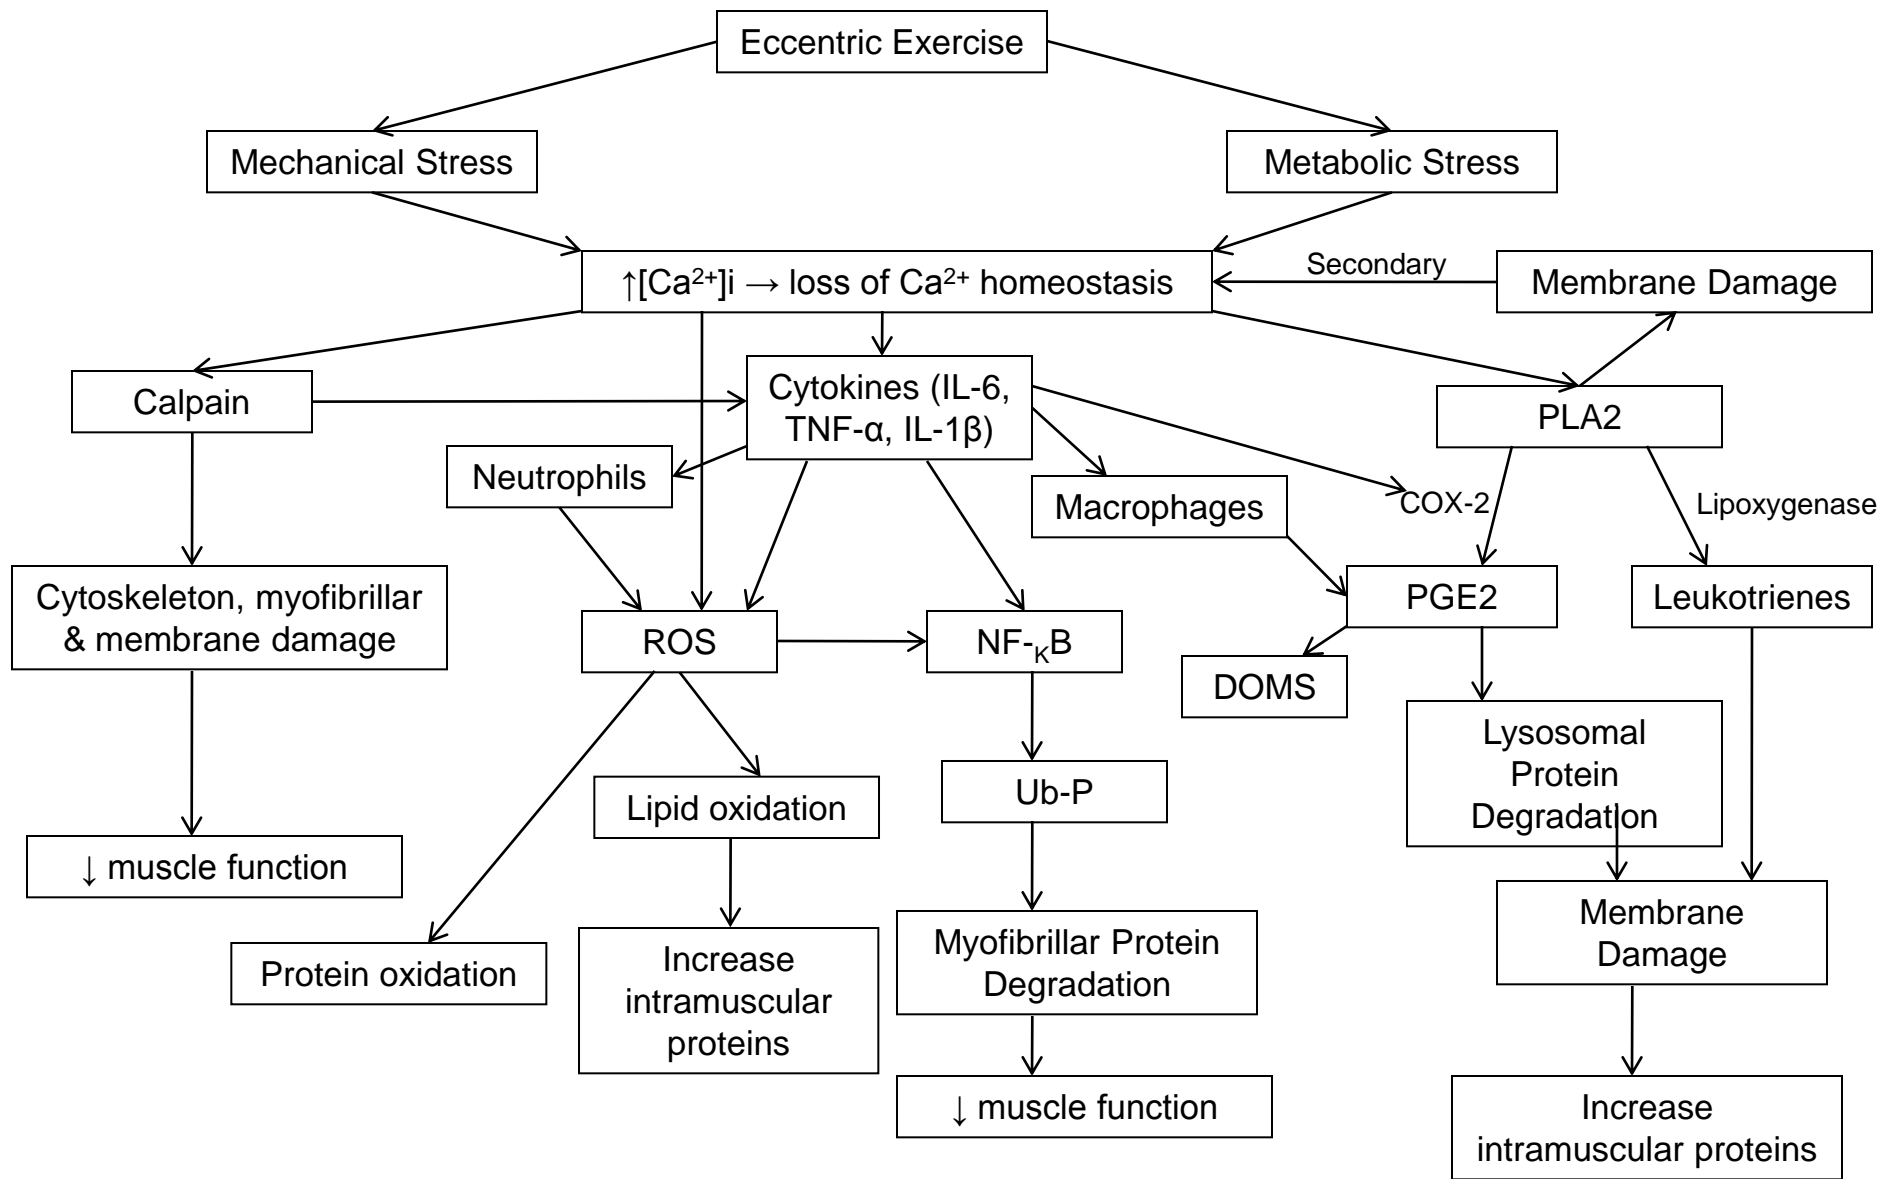 Eccentric Exercise
Mechanical Stress
Metabolic Stress
↑[Ca²⁺]i → loss of Ca²⁺ homeostasis
Secondary
Membrane Damage
Calpain
Cytokines (IL-6,
TNF-α, IL-1β)
PLA2
Neutrophils
Macrophages
COX-2
Lipoxygenase
Cytoskeleton, myofibrillar
& membrane damage
ROS
NF-KB
PGE2
Leukotrienes
DOMS
Lysosomal
Protein
Degradation
Lipid oxidation
Ub-P
↓ muscle function
Membrane
Damage
Protein oxidation
Increase
intramuscular
proteins
Myofibrillar Protein
Degradation
↓ muscle function
Increase
intramuscular proteins